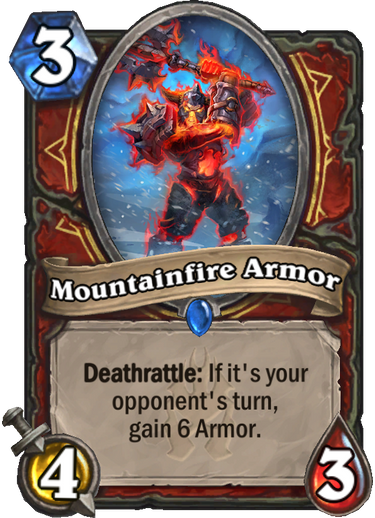 3
Mountainfire Armor
Deathrattle: If it's your
opponent's turn,
gain 6 Armor.
4
3